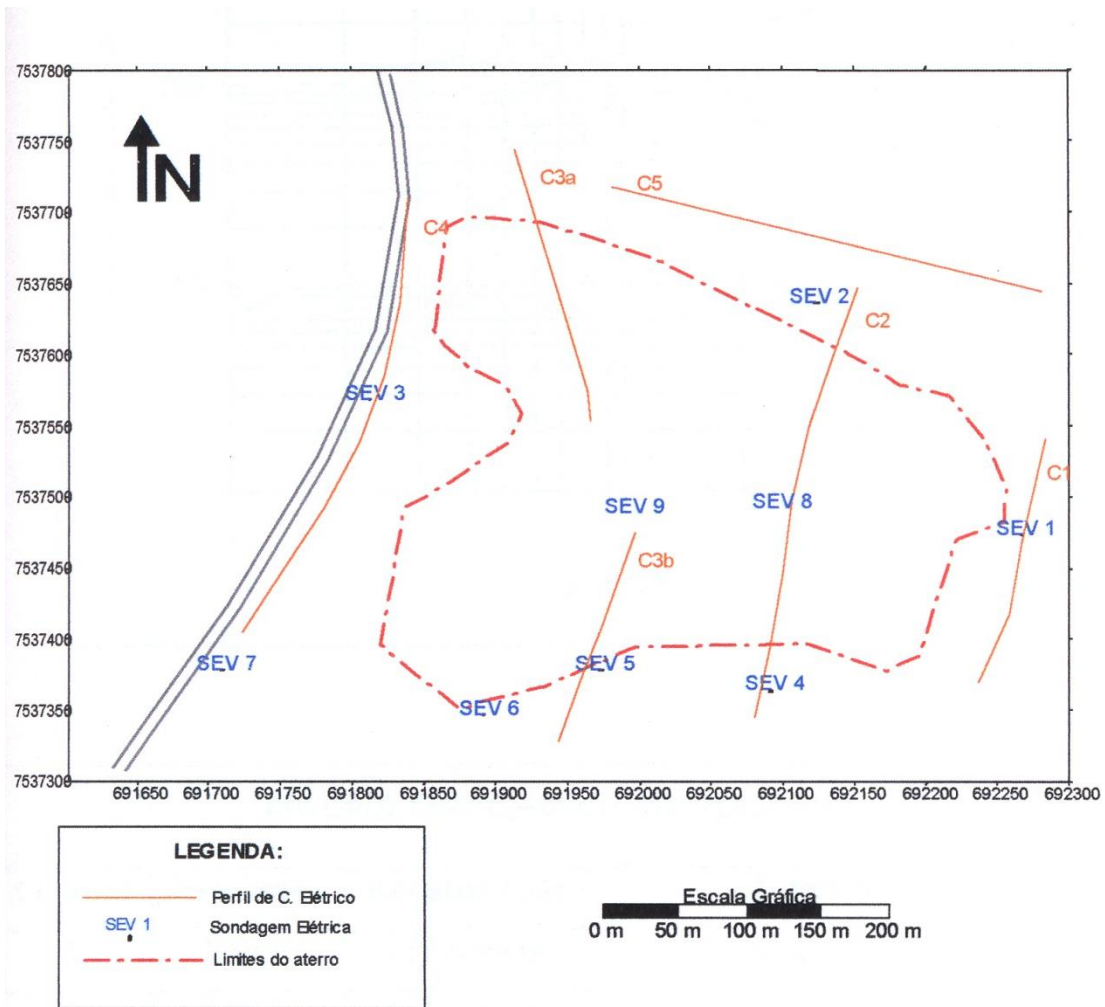 7537800
7537750
7537700
7537650
7537600
7537550
7537500
7537450
7537400
7537350
7537300
N
C3a
C5
C4
SEV 2
C2
SEV 3
C1
SEV 9
SEV 8
SEV 1
C3b
SEV 7
SEV 5
SEV 4
SEV 6
691650 691700 691750 691800 691850 691900 691950 692000 692050 692100 692150 692200 692250 692300
LEGENDA:
Perfil de C. Elétrico
SEV 1 Sondagem Elétrica
Limites do aterro
Escala Gráfica
0 m 50 m 100 m 150 m 200 m